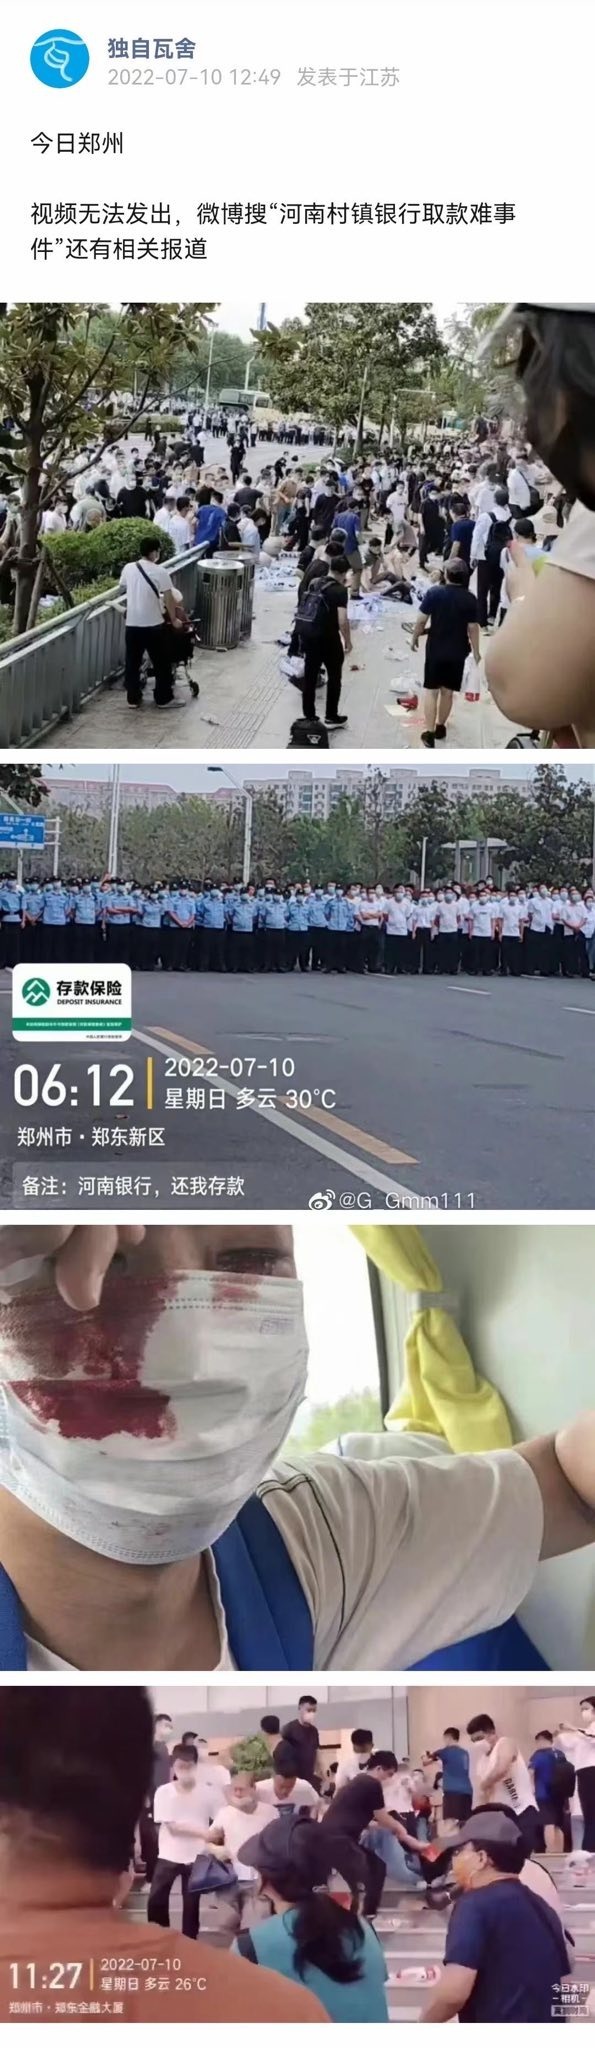 独自瓦舍
2022-07-10 12:49 发表于江苏
今日郑州
视频无法发出，微博搜“河南村镇银行取款难事
件”还有相关报道
存款保险
DEPOSIT INSURANCE
06:12
2022-07-10
星期日 多云 30°C
郑州市·郑东新区
备注：河南银行，还我存款
@G_Gmm111
11:27
2022-07-10
星期日 多云 26°C
郑州市·郑东金融大厦
今日水印
-相机-